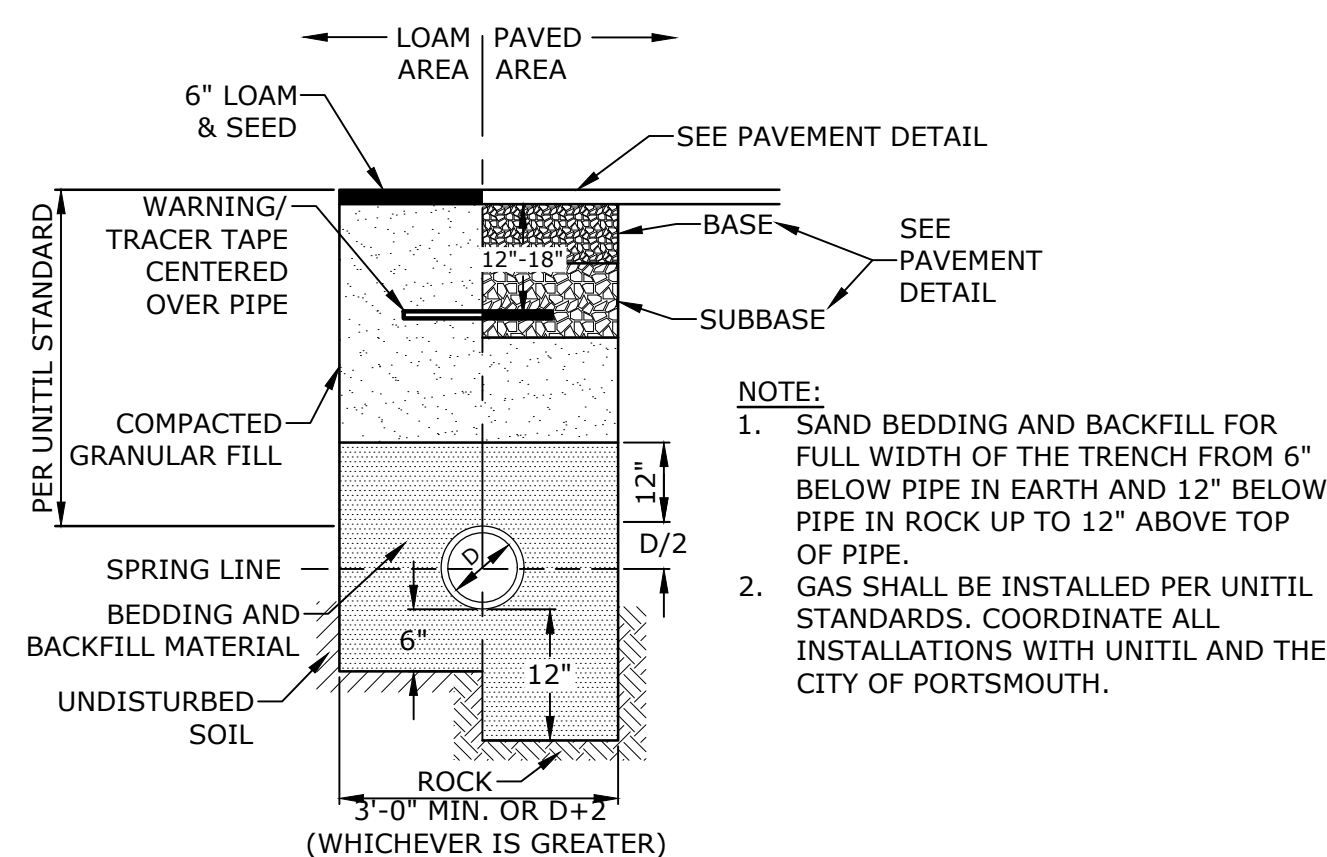 LOAM PAVED
AREA AREA
6" LOAM
& SEED
SEE PAVEMENT DETAIL
WARNING/
TRACER TAPE
CENTERED
OVER PIPE
12"-18"
BASE
SEE
PAVEMENT
DETAIL
SUBBASE
PER UNITIL STANDARD
COMPACTED
GRANULAR FILL
12"
D/2
D
SPRING LINE
BEDDING AND
BACKFILL MATERIAL
6"
12"
UNDISTURBED
SOIL
ROCK
3'-0" MIN. OR D+2
(WHICHEVER IS GREATER)
NOTE:
1. SAND BEDDING AND BACKFILL FOR
FULL WIDTH OF THE TRENCH FROM 6"
BELOW PIPE IN EARTH AND 12" BELOW
PIPE IN ROCK UP TO 12" ABOVE TOP
OF PIPE.
2. GAS SHALL BE INSTALLED PER UNITIL
STANDARDS. COORDINATE ALL
INSTALLATIONS WITH UNITIL AND THE
CITY OF PORTSMOUTH.